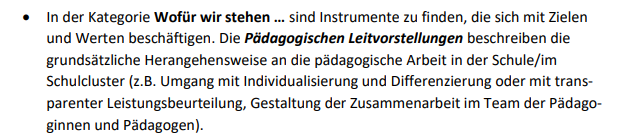 • In der Kategorie Wofür wir stehen … sind Instrumente zu finden, die sich mit Zielen
und Werten beschäftigen. Die Pädagogischen Leitvorstellungen beschreiben die
grundsätzliche Herangehensweise an die pädagogische Arbeit in der Schule/im
Schulcluster (z.B. Umgang mit Individualisierung und Differenzierung oder mit trans-
parenter Leistungsbeurteilung, Gestaltung der Zusammenarbeit im Team der Pädago-
ginnen und Pädagogen).